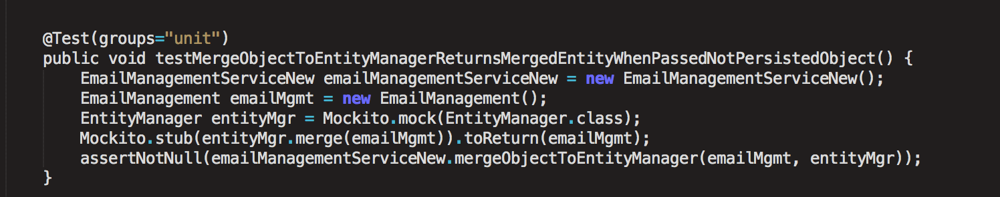 @Test(groups="unit")
public void testMergeObjectToEntityManagerReturnsMergedEntityWhenPassedNotPersistedObject() {
    EmailManagementServiceNew emailManagementServiceNew = new EmailManagementServiceNew();
    EmailManagement emailMgmt = new EmailManagement();
    EntityManager entityMgr = Mockito.mock(EntityManager.class);
    Mockito.stub(entityMgr.merge(emailMgmt)).toReturn(emailMgmt);
    assertNotNull(emailManagementServiceNew.mergeObjectToEntityManager(emailMgmt, entityMgr));
}